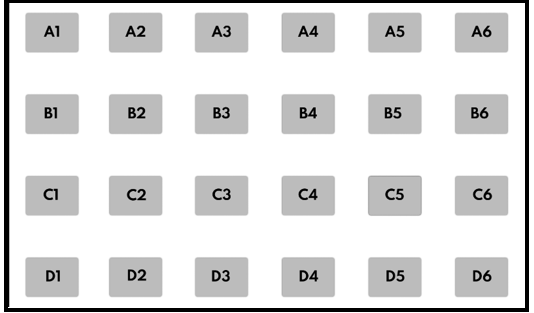 A1 A2 A3 A4 A5 A6
B1 B2 B3 B4 B5 B6
C1 C2 C3 C4 C5 C6
D1 D2 D3 D4 D5 D6